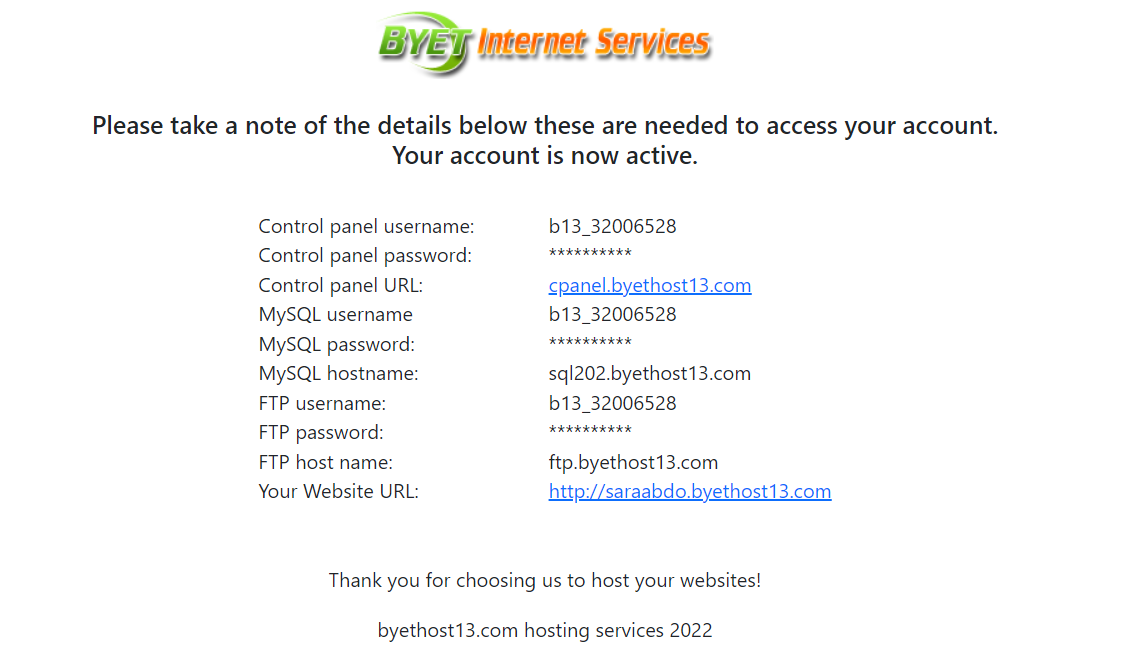 BYET Internet Services
Please take a note of the details below these are needed to access your account.
Your account is now active.
Control panel username: b13_32006528
Control panel password: **********
Control panel URL: cpanel.byethost13.com
MySQL username b13_32006528
MySQL password: **********
MySQL hostname: sql202.byethost13.com
FTP username: b13_32006528
FTP password: **********
FTP host name: ftp.byethost13.com
Your Website URL: http://saraabdo.byethost13.com
Thank you for choosing us to host your websites!
byethost13.com hosting services 2022